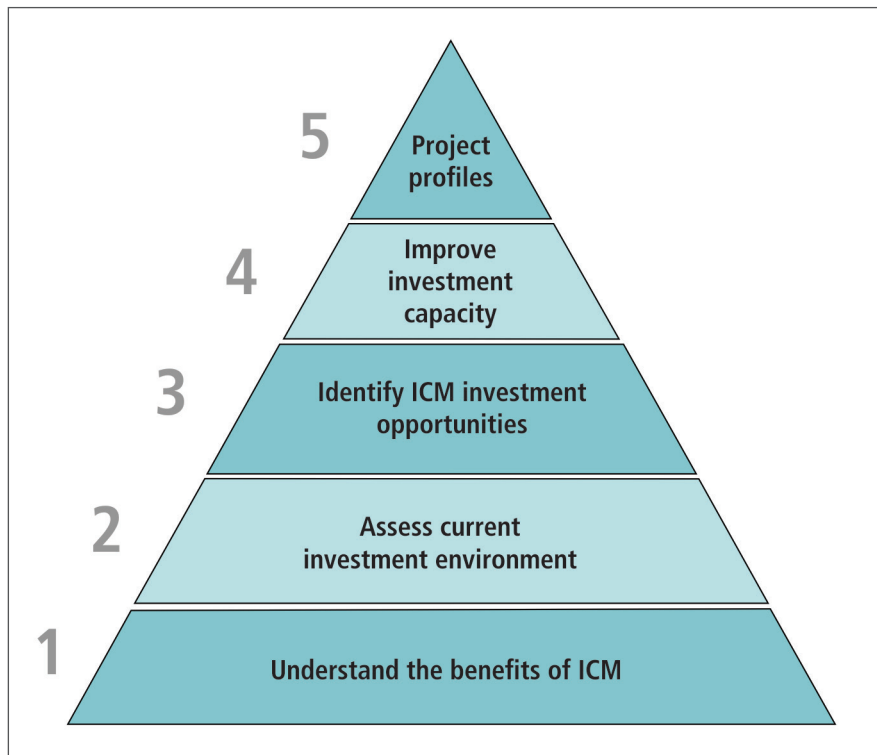 5
Project
profiles
4
Improve
investment
capacity
3
Identify ICM investment
opportunities
2
Assess current
investment environment
1
Understand the benefits of ICM